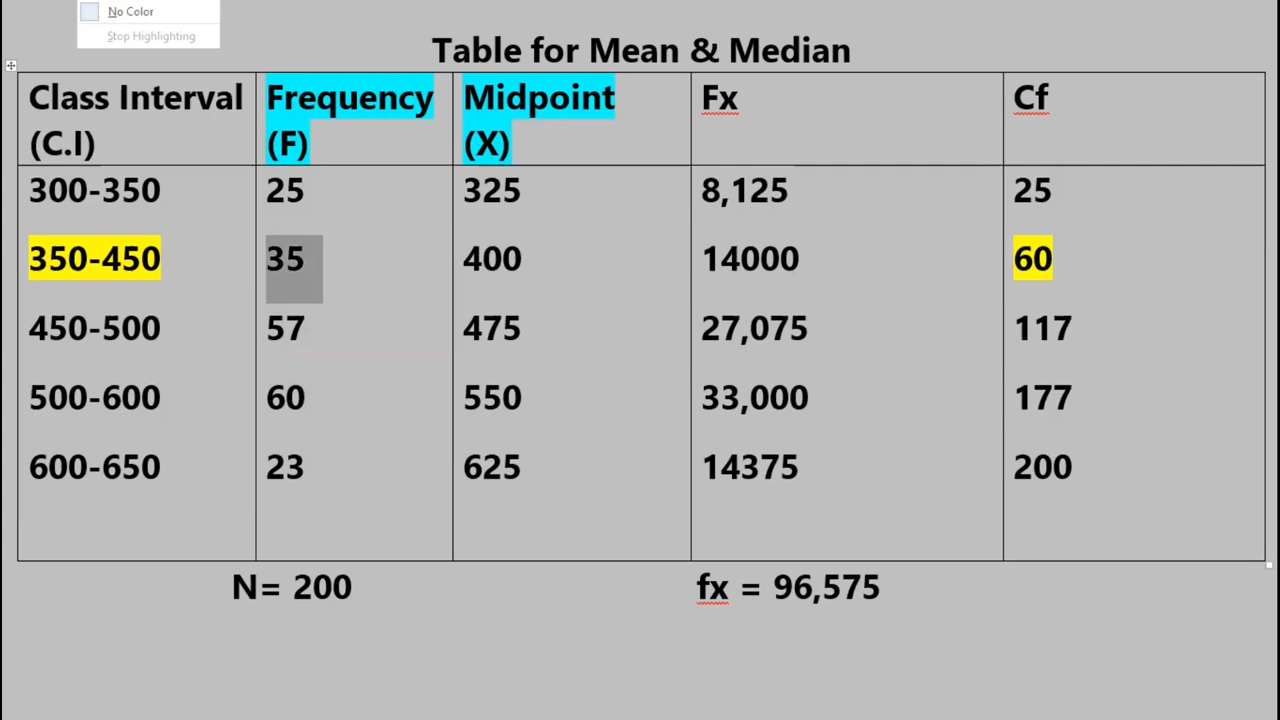 No Color
Stop Highlighting
Table for Mean & Median
Class Interval (C.I) Frequency (F) Midpoint (X) Fx Cf
300-350 25 325 8,125 25
350-450 35 400 14000 60
450-500 57 475 27,075 117
500-600 60 550 33,000 177
600-650 23 625 14375 200
N= 200 fx = 96,575